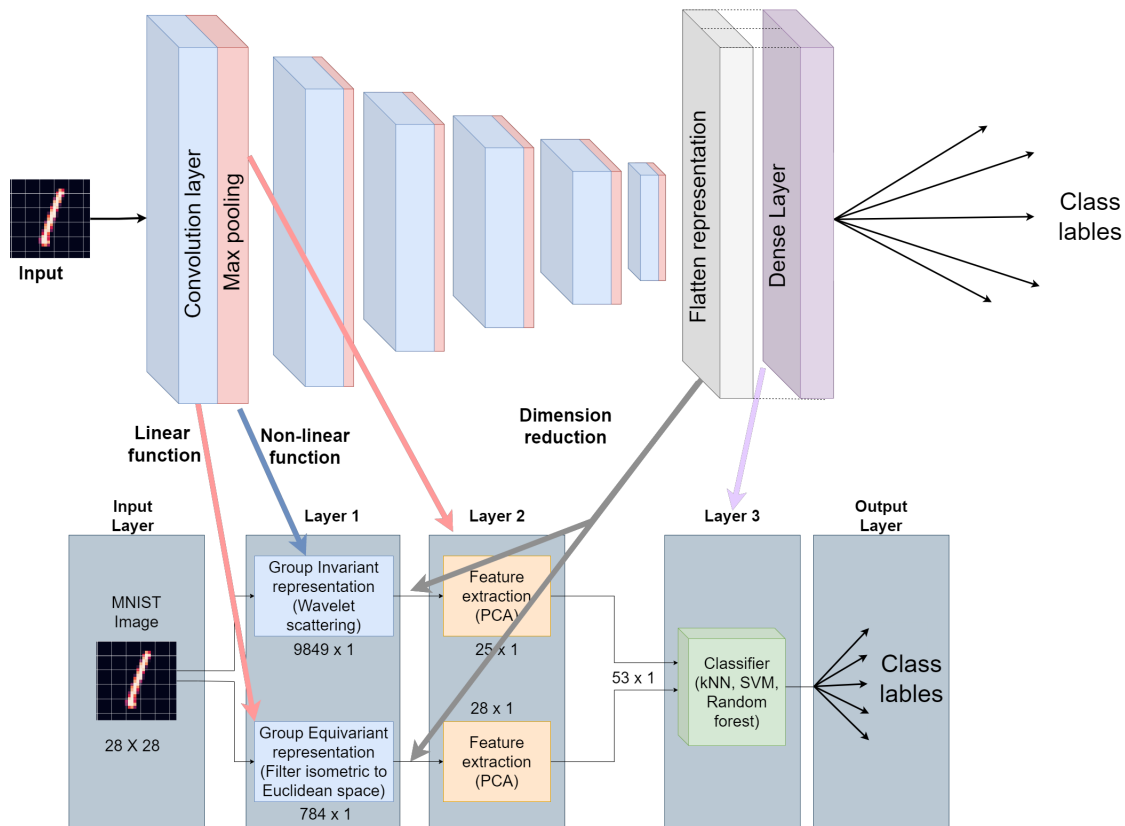 Input
Convolution layer
Max pooling
Flatten representation
Dense Layer
Class
lables
Linear
function
Non-linear
function
Dimension
reduction
Input
Layer
Layer 1
Layer 2
Layer 3
Output
Layer
MNIST
Image
28 X 28
Group Invariant
representation
(Wavelet
scattering)
9849 x 1
Group Equivariant
representation
(Filter isometric to
Euclidean space)
784 x 1
Feature
extraction
(PCA)
25 x 1
28 x 1
Feature
extraction
(PCA)
53 x 1
Classifier
(kNN, SVM,
Random
forest)
Class
lables